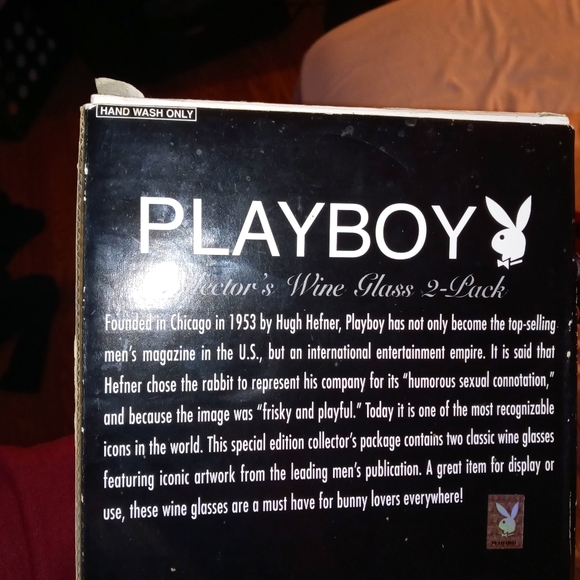 HAND WASH ONLY
PLAYBOY
Collector's Wine Glass 2-Pack
Founded in Chicago in 1953 by Hugh Hefner, Playboy has not only become the top-selling
men's magazine in the U.S., but an international entertainment empire. It is said that
Hefner chose the rabbit to represent his company for its “humorous sexual connotation,”
and because the image was “frisky and playful.” Today it is one of the most recognizable
icons in the world. This special edition collector's package contains two classic wine glasses
featuring iconic artwork from the leading men's publication. A great item for display or
use, these wine glasses are a must have for bunny lovers everywhere!
PLAYBOY